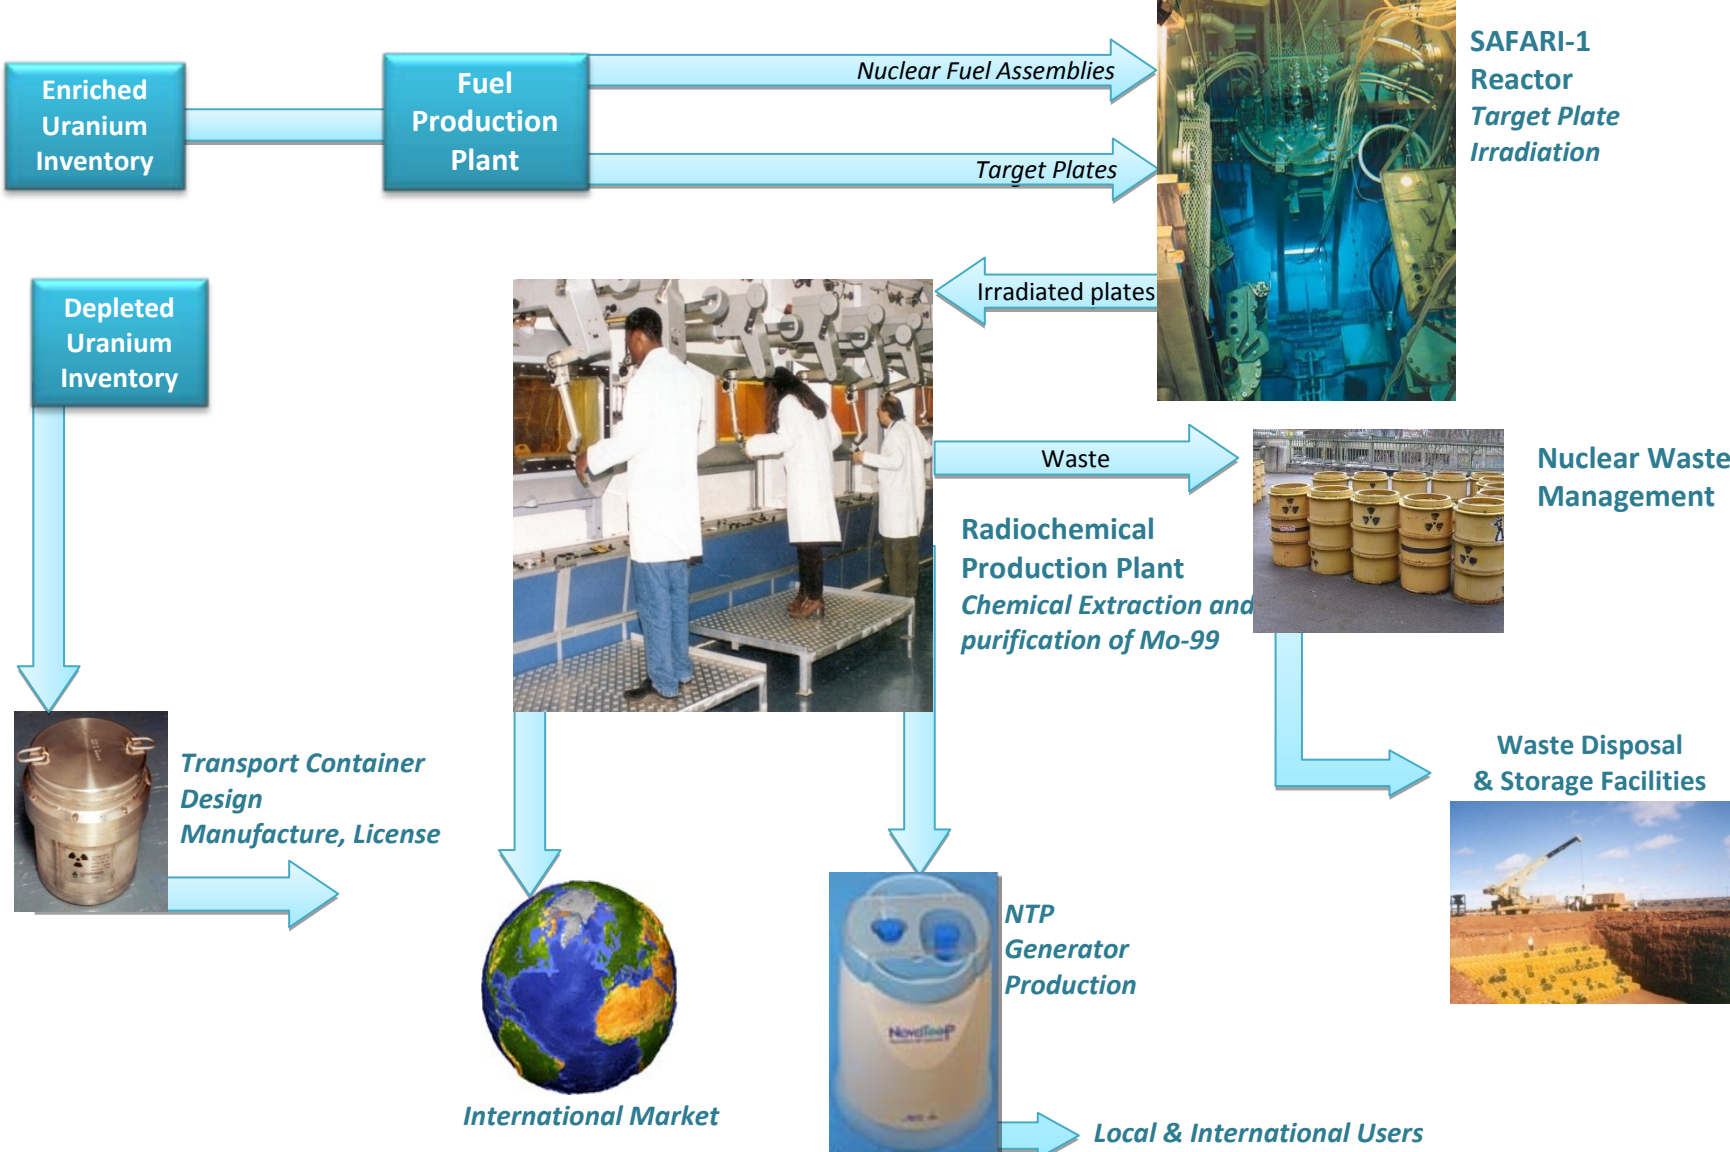 Enriched
Uranium
Inventory
Fuel
Production
Plant
Nuclear Fuel Assemblies
Target Plates
SAFARI-1
Reactor
Target Plate
Irradiation
Depleted
Uranium
Inventory
Irradiated plates
Waste
Nuclear Waste
Management
Radiochemical
Production Plant
Chemical Extraction and
purification of Mo-99
Transport Container
Design
Manufacture, License
Waste Disposal
& Storage Facilities
International Market
NTP
Generator
Production
Local & International Users